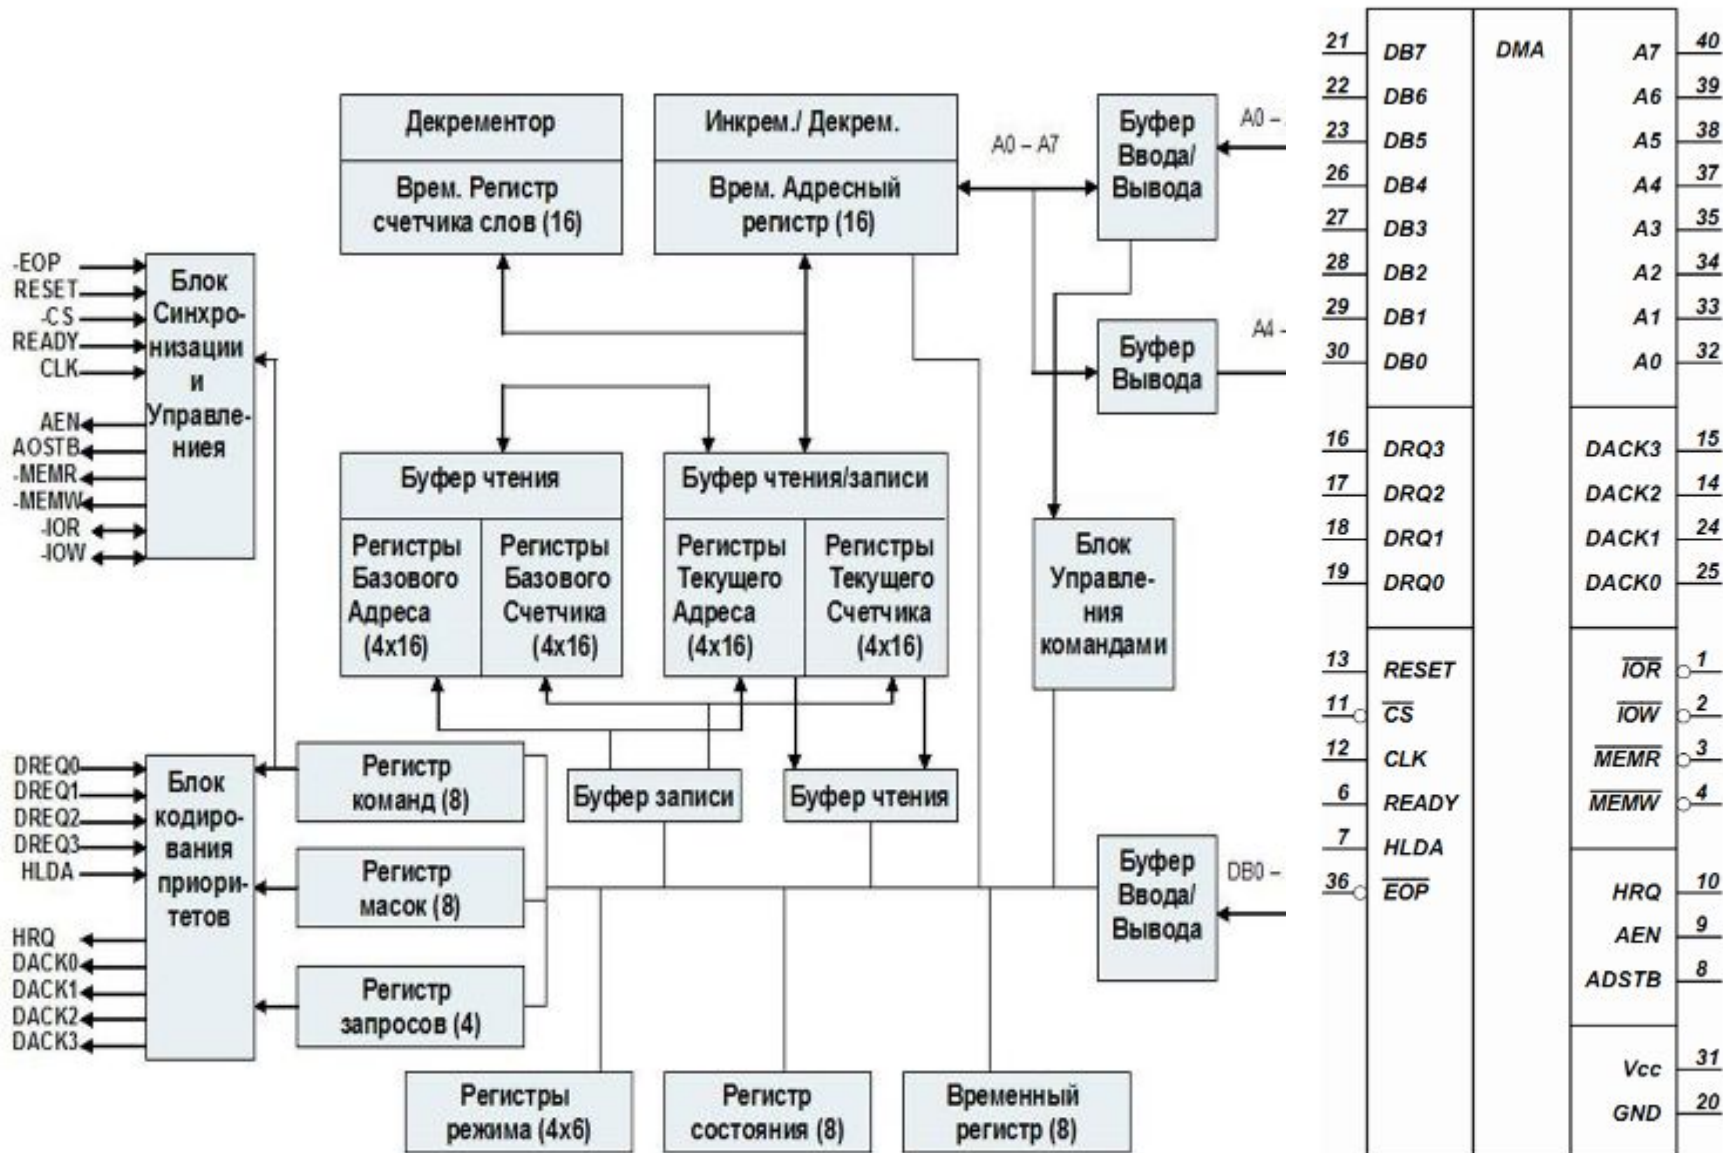 Декрементор
Врем. Регистр
счетчика слов (16)
Инкрем./ Декрем.
Врем. Адресный
регистр (16)
A0 – A7
Буфер
Ввода/
Вывода
A0 –
Буфер
Вывода
A4 -
-EOP
RESET
-CS
READY
CLK
AEN
AOSTB
-MEMR
-MEMW
-IOR
-IOW
Блок
Синхро-
низации
и
Управле-
ниея
Буфер чтения
Регистры
Базового
Адреса
(4x16)
Регистры
Базового
Счетчика
(4x16)
Буфер чтения/записи
Регистры
Текущего
Адреса
(4x16)
Регистры
Текущего
Счетчика
(4x16)
Блок
Управле-
ния
командами
DREQ0
DREQ1
DREQ2
DREQ3
HLDA
HRQ
DACK0
DACK1
DACK2
DACK3
Блок
кодиро-
вания
приори-
тетов
Регистр
команд (8)
Регистр
масок (8)
Регистр
запросов (4)
Буфер записи
Буфер чтения
Буфер
Ввода/
Вывода
DB0 –
Регистры
режима (4x6)
Регистр
состояния (8)
Временный
регистр (8)
21 DB7 DMA A7 40
22 DB6 A6 39
23 DB5 A5 38
26 DB4 A4 37
27 DB3 A3 35
28 DB2 A2 34
29 DB1 A1 33
30 DB0 A0 32
16 DRQ3 DACK3 15
17 DRQ2 DACK2 14
18 DRQ1 DACK1 24
19 DRQ0 DACK0 25
13 RESET IOR 1
11 CS IOW 2
12 CLK MEMR 3
6 READY MEMW 4
7 HLDA
36 EOP HRQ 10
AEN 9
ADSTB 8
Vcc 31
GND 20